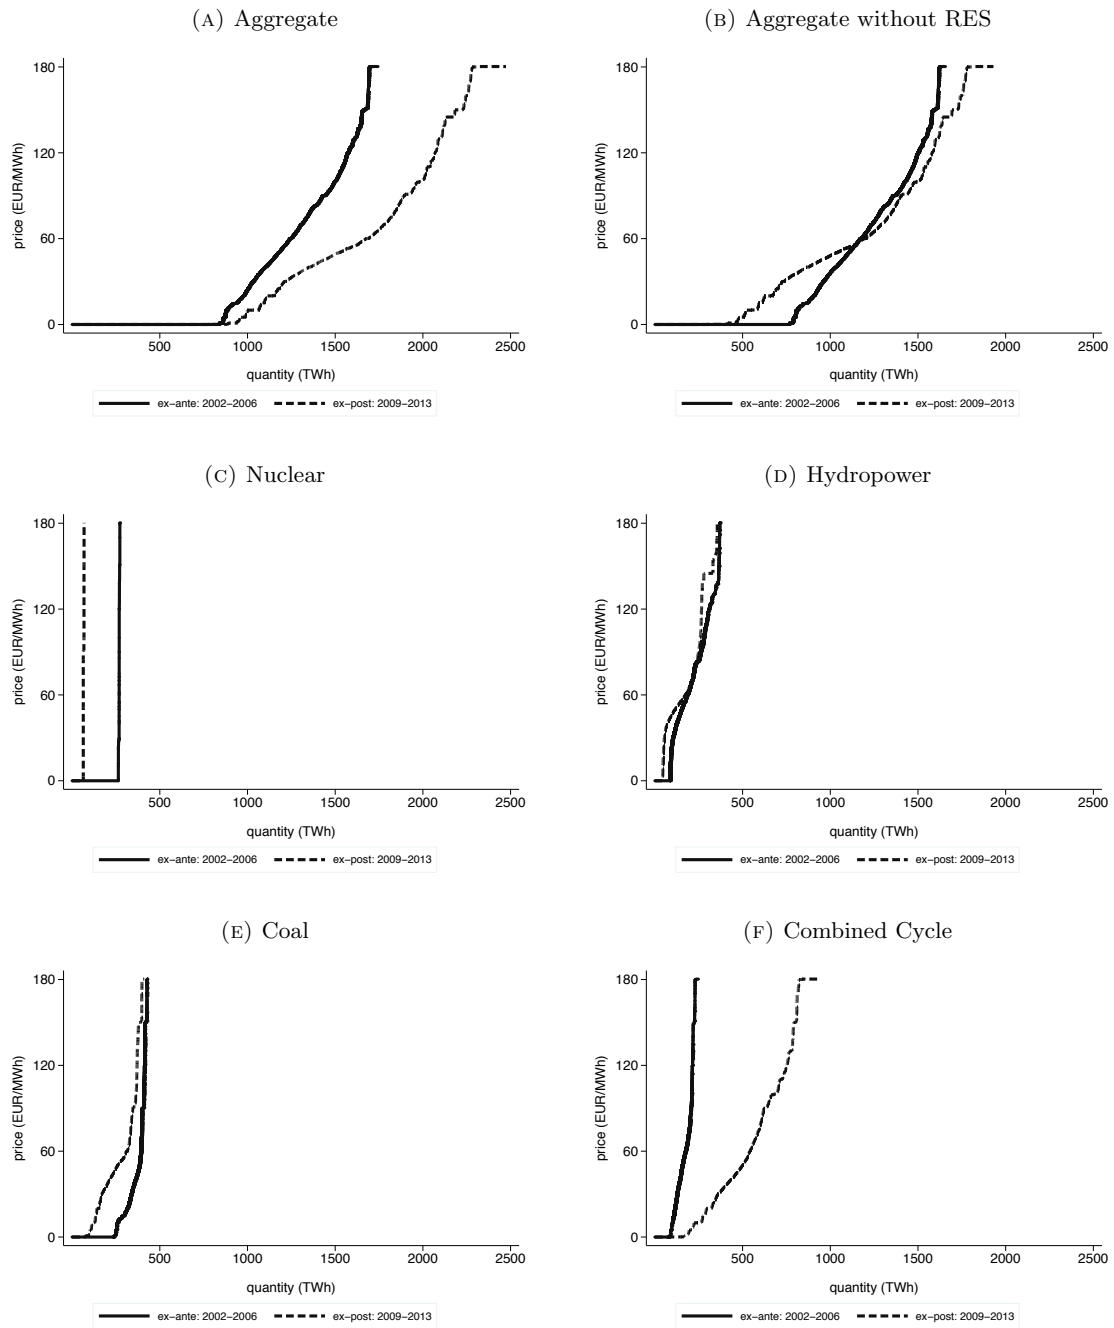 (A) Aggregate
price (EUR/MWh)
180
120
60
0
500 1000 1500 2000 2500
quantity (TWh)
ex-ante: 2002-2006 ex-post: 2009-2013
(B) Aggregate without RES
price (EUR/MWh)
180
120
60
0
500 1000 1500 2000 2500
quantity (TWh)
ex-ante: 2002-2006 ex-post: 2009-2013
(C) Nuclear
price (EUR/MWh)
180
120
60
0
500 1000 1500 2000 2500
quantity (TWh)
ex-ante: 2002-2006 ex-post: 2009-2013
(D) Hydropower
price (EUR/MWh)
180
120
60
0
500 1000 1500 2000 2500
quantity (TWh)
ex-ante: 2002-2006 ex-post: 2009-2013
(E) Coal
price (EUR/MWh)
180
120
60
0
500 1000 1500 2000 2500
quantity (TWh)
ex-ante: 2002-2006 ex-post: 2009-2013
(F) Combined Cycle
price (EUR/MWh)
180
120
60
0
500 1000 1500 2000 2500
quantity (TWh)
ex-ante: 2002-2006 ex-post: 2009-2013